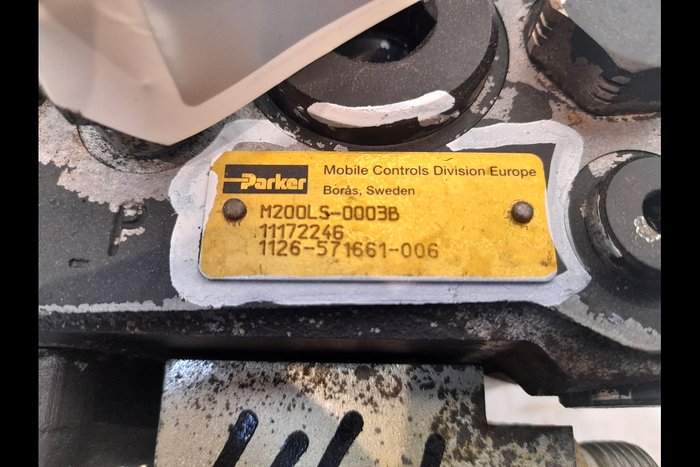 Parker
Mobile Controls Division Europe
Borås, Sweden
M200LS-0003B
11172246
1126-571661-006
P